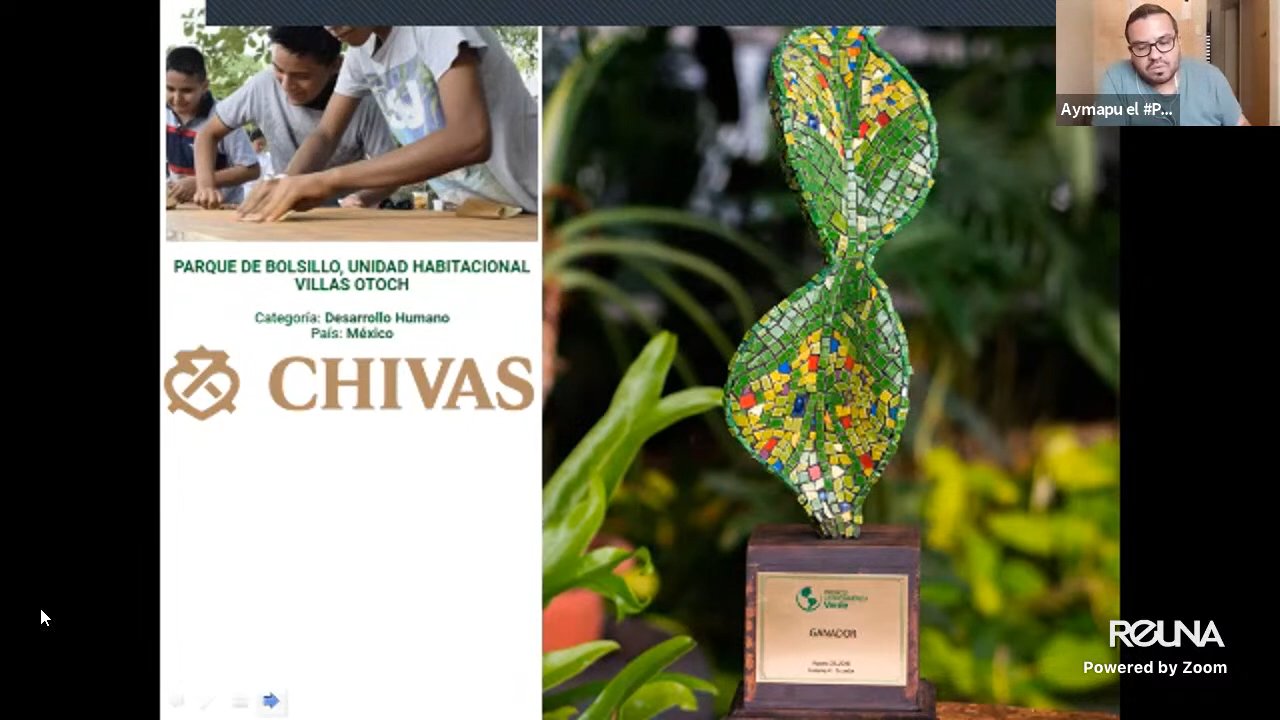 Aymapu el #P...
PARQUE DE BOLSILLO, UNIDAD HABITACIONAL
VILLAS OTOCH
Categoría: Desarrollo Humano
País: México
CHIVAS
Verde
GANADOR
REUNA
Powered by Zoom